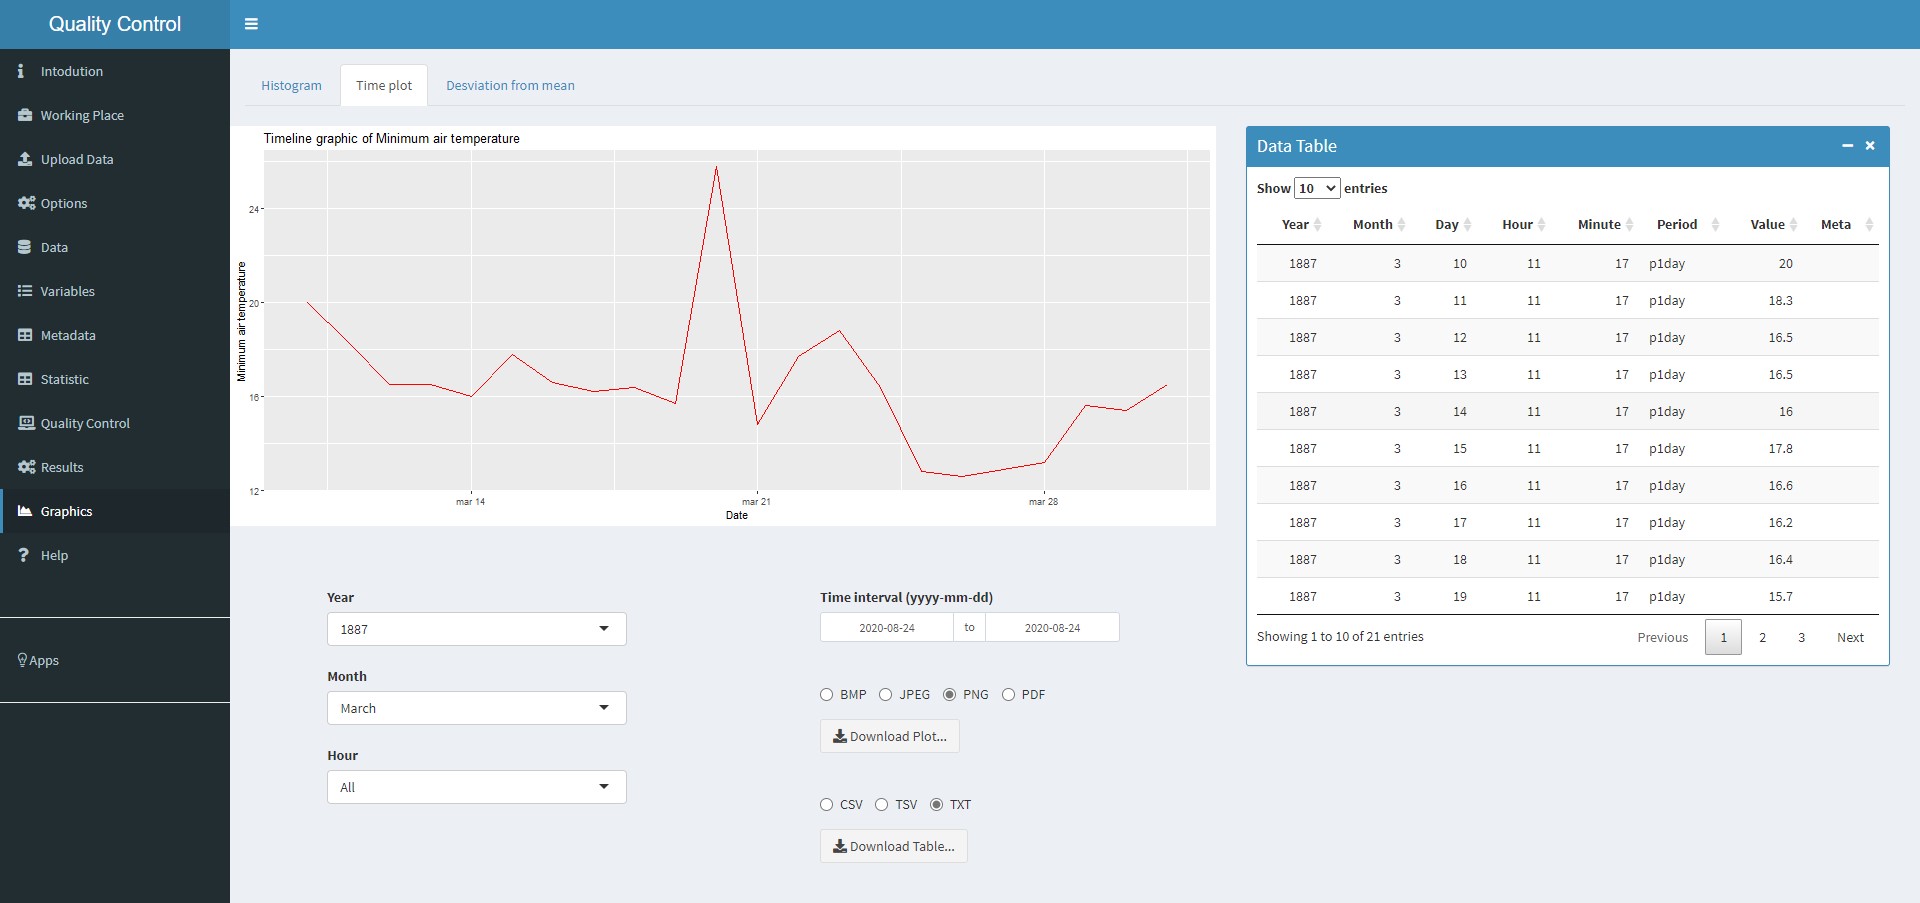 Quality Control
Intodution
Working Place
Upload Data
Options
Data
Variables
Metadata
Statistic
Quality Control
Results
Graphics
Help
Apps
Histogram Time plot Desviation from mean
Timeline graphic of Minimum air temperature
Minimum air temperature
24
20
16
12
mar 14 mar 21 mar 28
Date
Year
1887
Month
March
Hour
All
Time interval (yyyy-mm-dd)
2020-08-24 to 2020-08-24
BMP JPEG PNG PDF
Download Plot...
CSV TSV TXT
Download Table...
Data Table
Show 10 entries
Year Month Day Hour Minute Period Value Meta
1887 3 10 11 17 p1day 20
1887 3 11 11 17 p1day 18.3
1887 3 12 11 17 p1day 16.5
1887 3 13 11 17 p1day 16.5
1887 3 14 11 17 p1day 16
1887 3 15 11 17 p1day 17.8
1887 3 16 11 17 p1day 16.6
1887 3 17 11 17 p1day 16.2
1887 3 18 11 17 p1day 16.4
1887 3 19 11 17 p1day 15.7
Showing 1 to 10 of 21 entries
Previous 1 2 3 Next